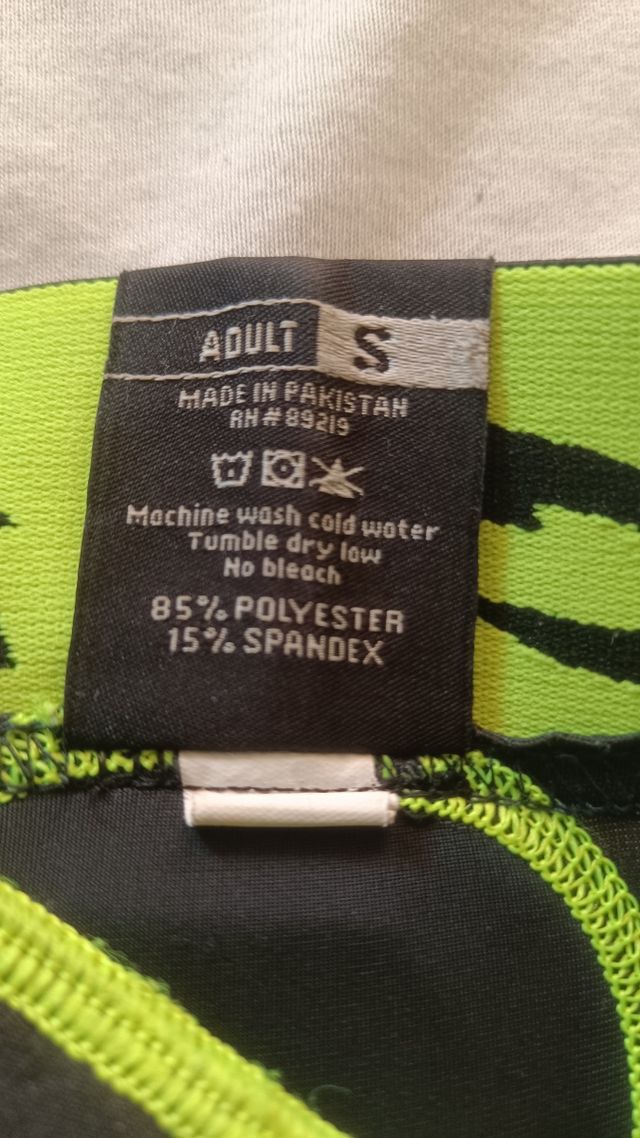 ADULT S
MADE IN PAKISTAN
RN# 89219
Machine wash cold water
Tumble dry low
No bleach
85% POLYESTER
15% SPANDEX